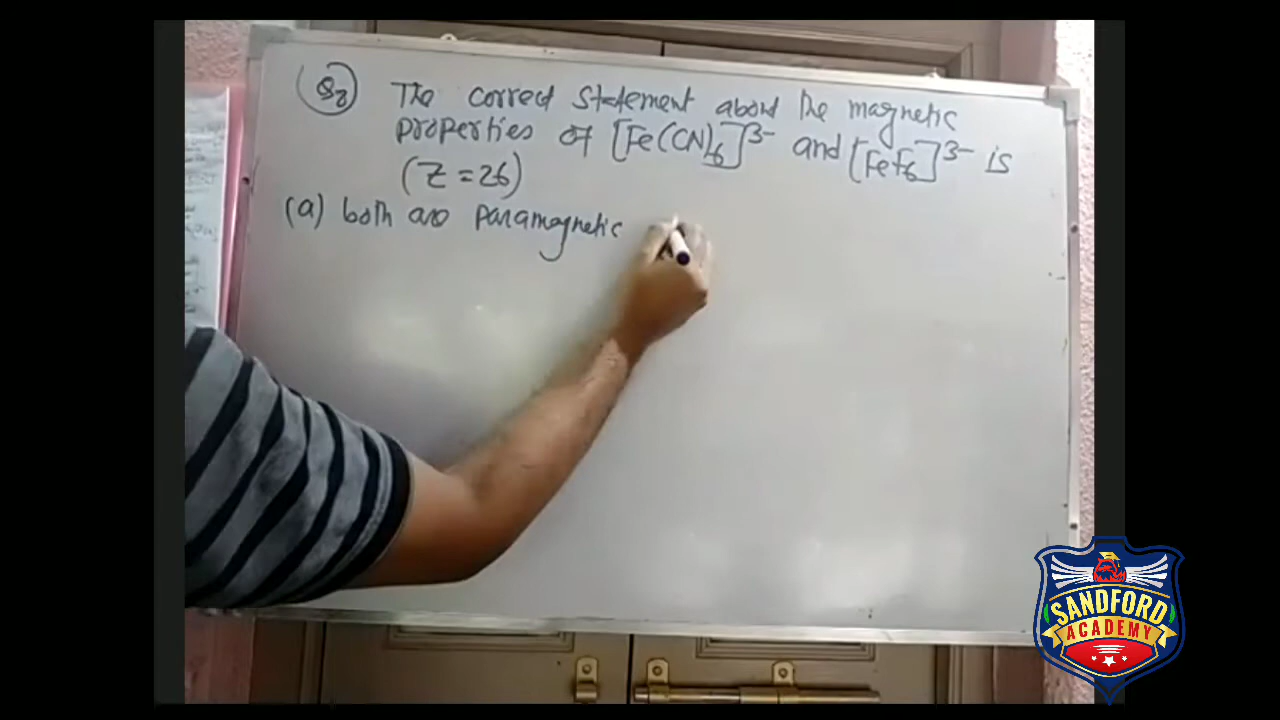 Q8
The correct statement about the magnetic
properties of [Fe(CN)6]3- and [FeF6]3- is
(Z = 26)
(a) both are paramagnetic
SANDFORD
ACADEMY